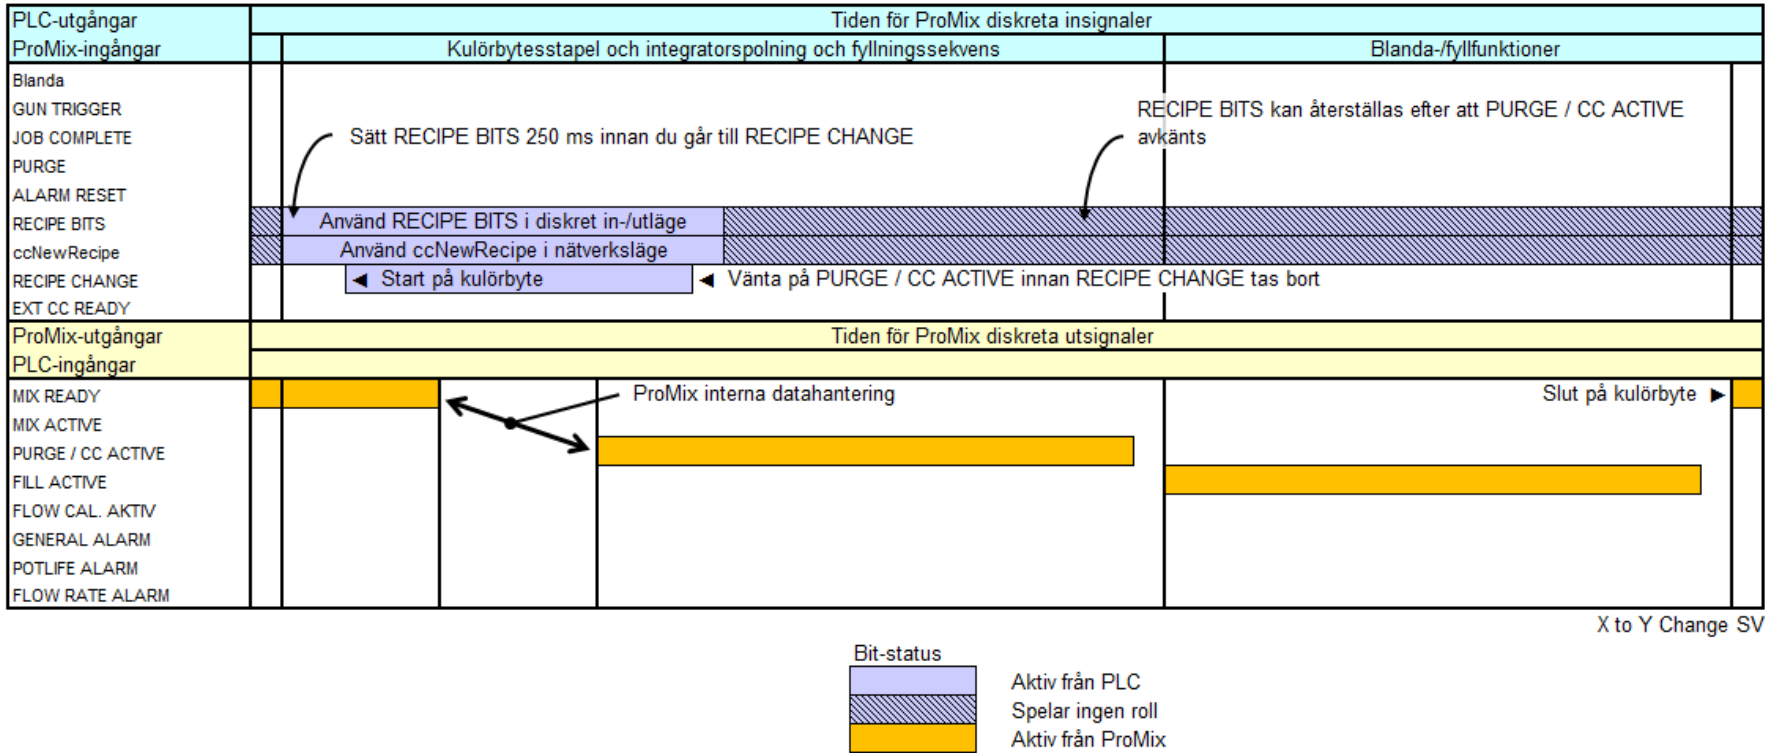 PLC-utgångar
Tiden för ProMix diskreta insignaler
ProMix-ingångar
Kulörbytesstapel och integratorspolning och fyllningssekvens
Blanda-/fyllfunktioner
Blanda
GUN TRIGGER
RECIPE BITS kan återställas efter att PURGE / CC ACTIVE
avkänts
JOB COMPLETE
Sätt RECIPE BITS 250 ms innan du går till RECIPE CHANGE
PURGE
ALARM RESET
RECIPE BITS
Använd RECIPE BITS i diskret in-/utläge
ccNewRecipe
Använd ccNewRecipe i nätverksläge
RECIPE CHANGE
◄ Start på kulörbyte
◄ Vänta på PURGE / CC ACTIVE innan RECIPE CHANGE tas bort
EXT CC READY
ProMix-utgångar
Tiden för ProMix diskreta utsignaler
PLC-ingångar
MIX READY
ProMix interna datahantering
Slut på kulörbyte ►
MIX ACTIVE
PURGE / CC ACTIVE
FILL ACTIVE
FLOW CAL. AKTIV
GENERAL ALARM
POTLIFE ALARM
FLOW RATE ALARM
X to Y Change SV
Bit-status
Aktiv från PLC
Spelar ingen roll
Aktiv från ProMix